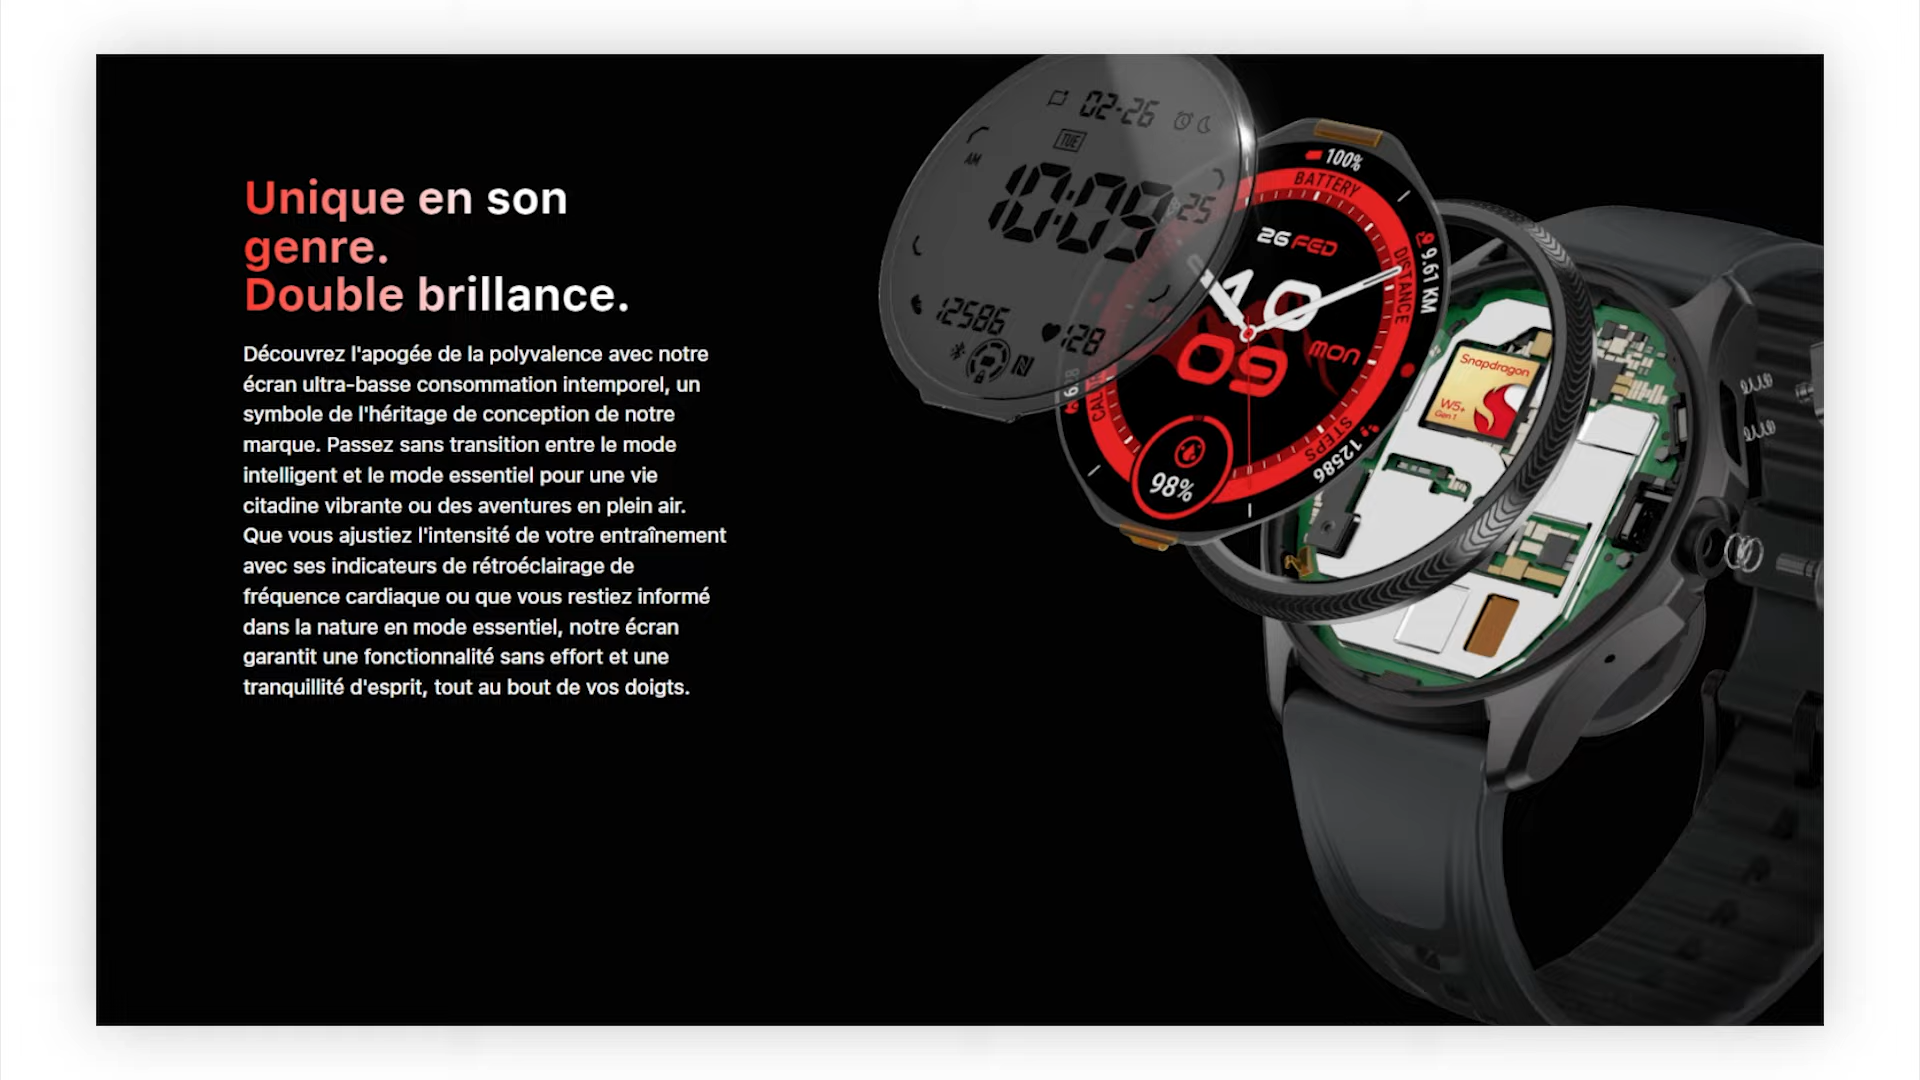 Unique en son
genre.
Double brillance.
Découvrez l'apogée de la polyvalence avec notre
écran ultra-basse consommation intemporel, un
symbole de l'héritage de conception de notre
marque. Passez sans transition entre le mode
intelligent et le mode essentiel pour une vie
citadine vibrante ou des aventures en plein air.
Que vous ajustiez l'intensité de votre entraînement
avec ses indicateurs de rétroéclairage de
fréquence cardiaque ou que vous restiez informé
dans la nature en mode essentiel, notre écran
garantit une fonctionnalité sans effort et une
tranquillité d'esprit, tout au bout de vos doigts.
02-26
TUE
AM
10:09
25
12586
128
100%
BATTERY
26 FED
10
09
MON
DISTANCE
9.61 KM
STEPS
12586
98%
Snapdragon
W5+
Gen 1